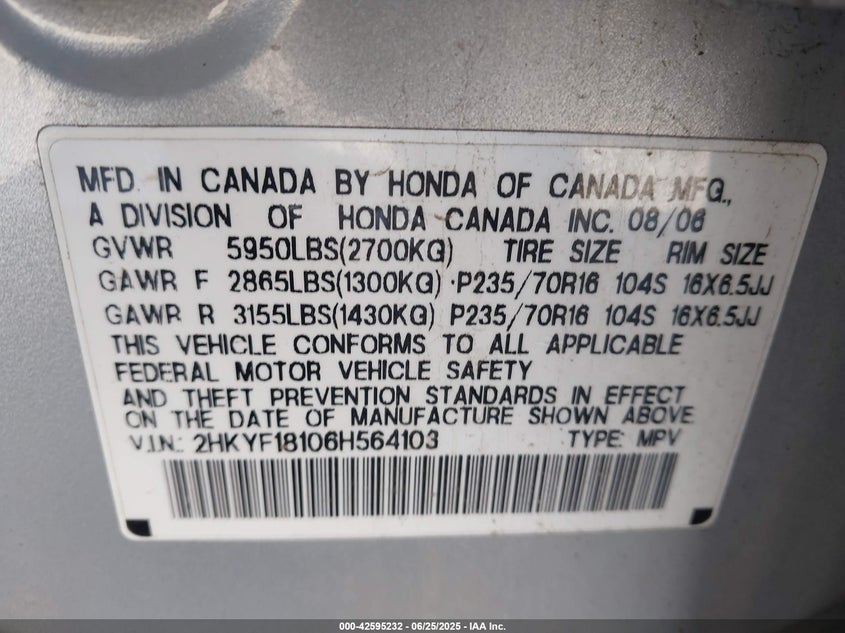 MFD. IN CANADA BY HONDA OF CANADA MFG.,
A DIVISION OF HONDA CANADA INC. 08/06
GVWR 5950LBS(2700KG) TIRE SIZE RIM SIZE
GAWR F 2865LBS(1300KG) P235/70R16 104S 16X6.5JJ
GAWR R 3155LBS(1430KG) P235/70R16 104S 16X6.5JJ
THIS VEHICLE CONFORMS TO ALL APPLICABLE
FEDERAL MOTOR VEHICLE SAFETY
AND THEFT PREVENTION STANDARDS IN EFFECT
ON THE DATE OF MANUFACTURE SHOWN ABOVE
V.I.N.: 2HKYF18106H564103 TYPE: MPV
000-42595232 - 06/25/2025 - IAA Inc.